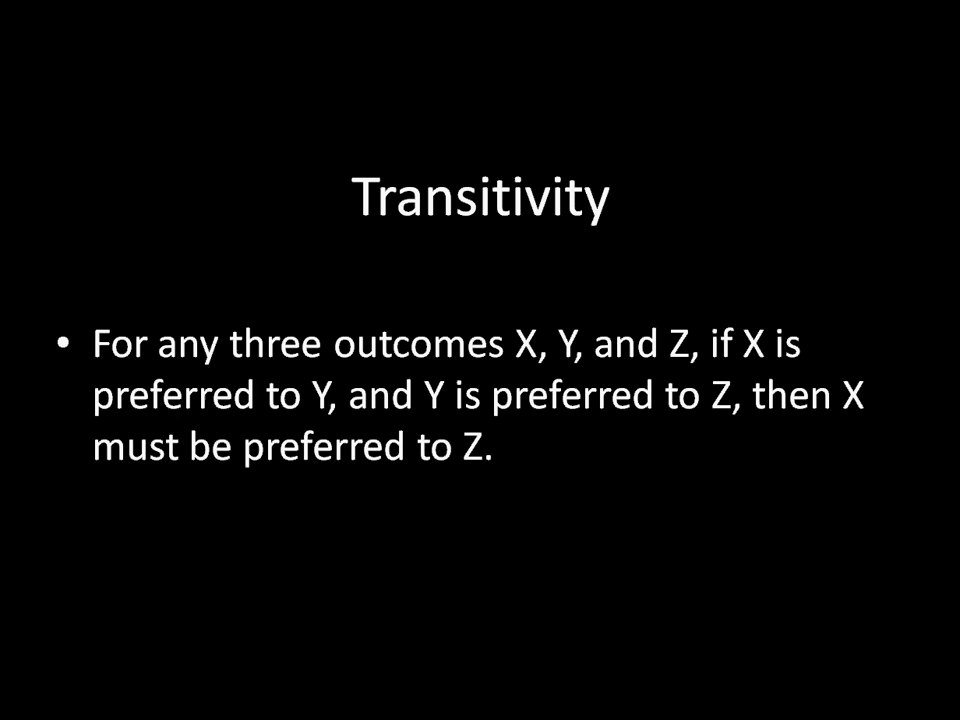 Transitivity
• For any three outcomes X, Y, and Z, if X is
preferred to Y, and Y is preferred to Z, then X
must be preferred to Z.